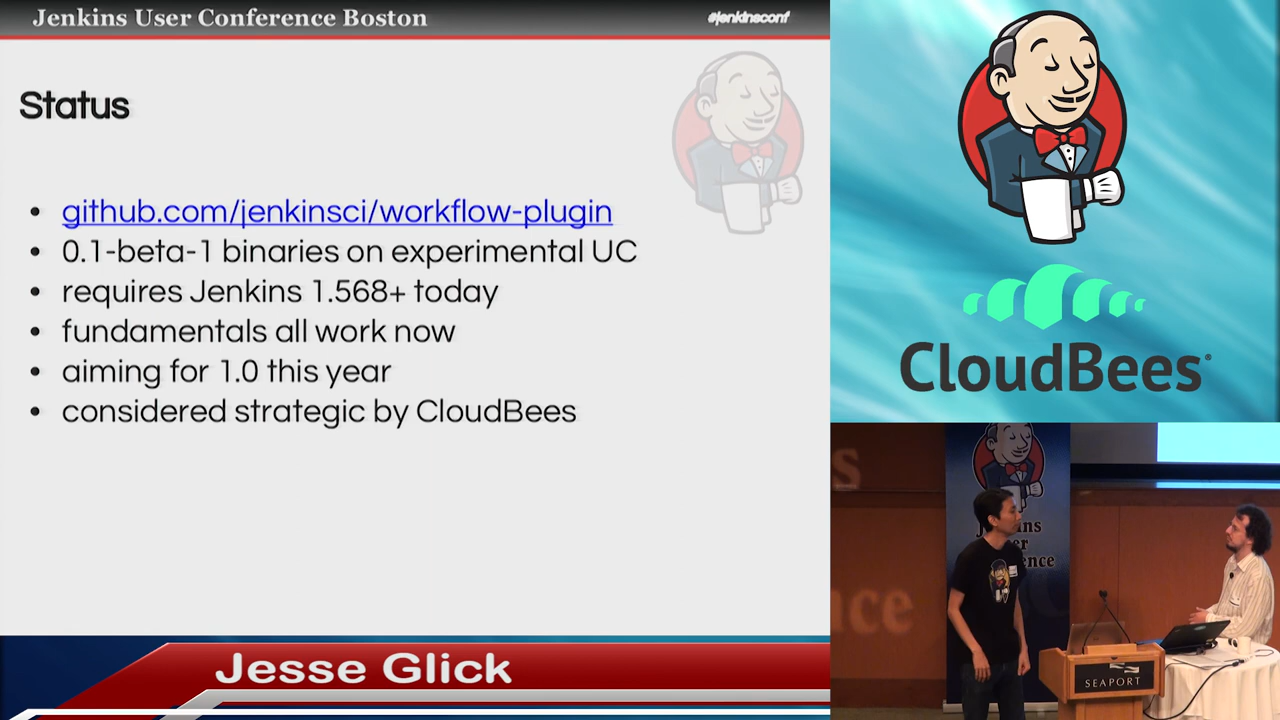 Jenkins User Conference Boston
#jenkinsconf
Status
• github.com/jenkinsci/workflow-plugin
• 0.1-beta-1 binaries on experimental UC
• requires Jenkins 1.568+ today
• fundamentals all work now
• aiming for 1.0 this year
• considered strategic by CloudBees
CloudBees
Jesse Glick
SEAPORT